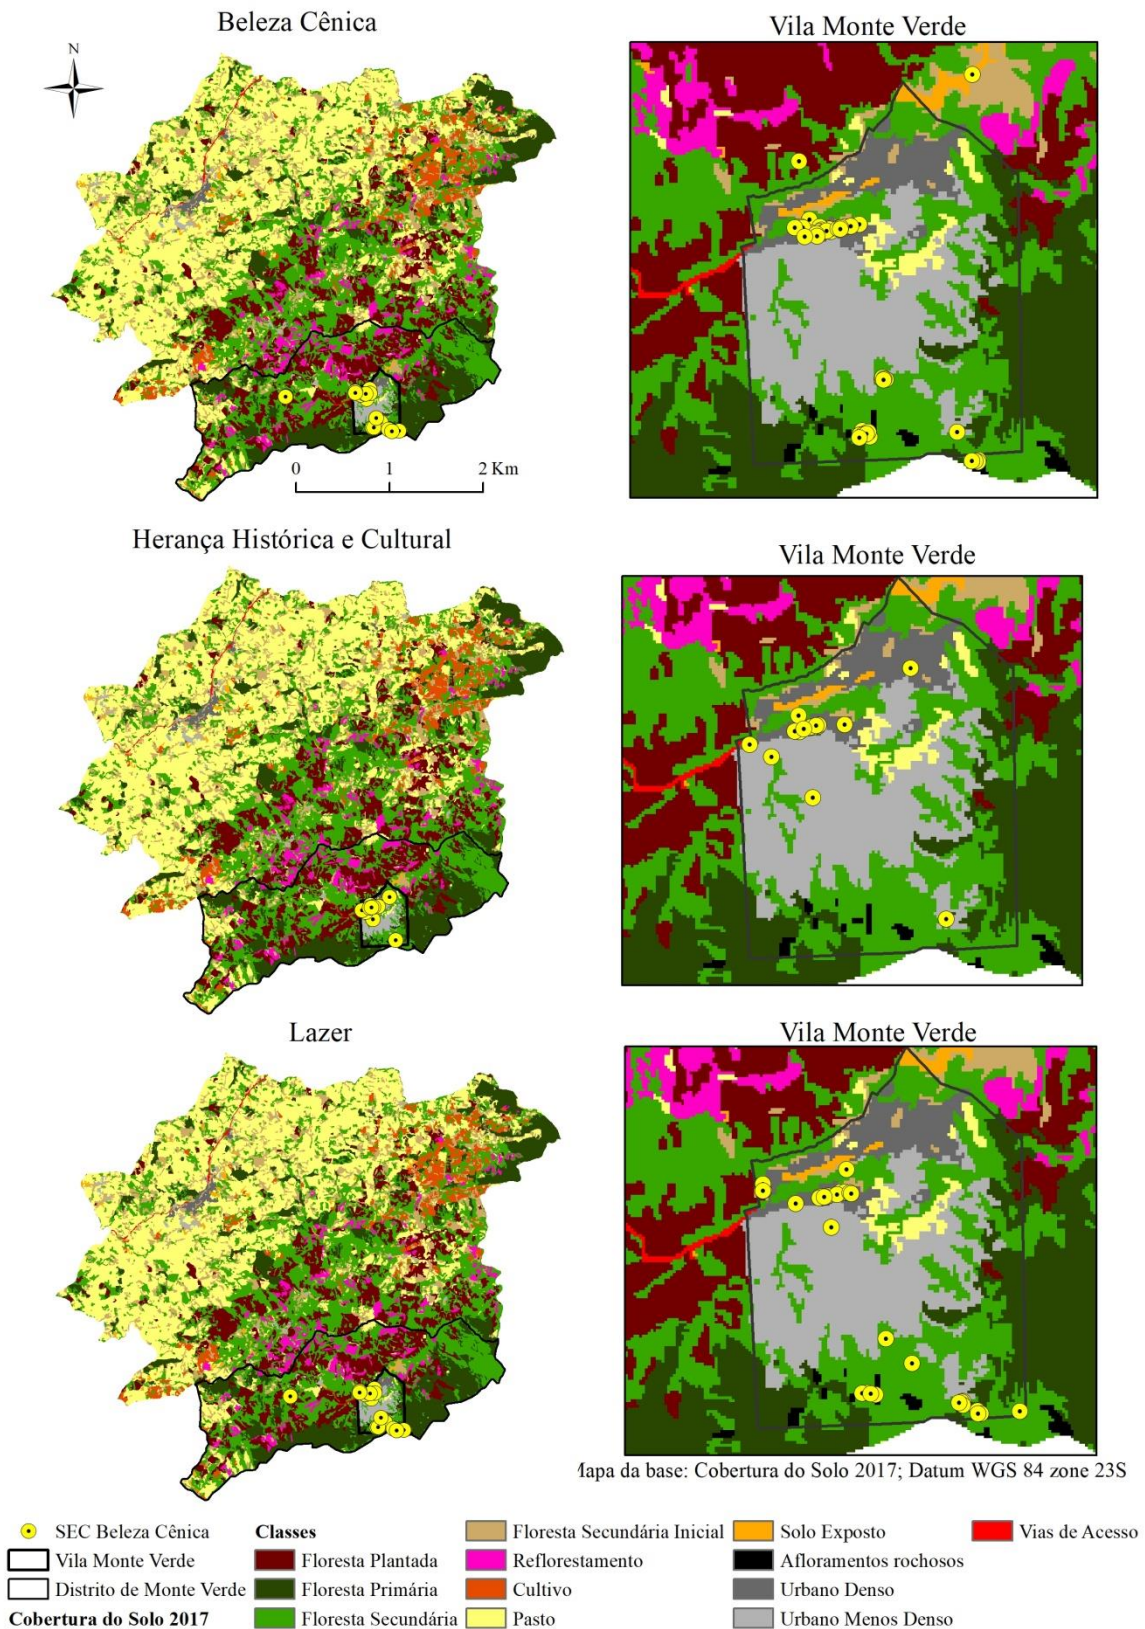 Beleza Cênica
Vila Monte Verde
N
0 1 2 Km
Herança Histórica e Cultural
Vila Monte Verde
Lazer
Vila Monte Verde
Mapa da base: Cobertura do Solo 2017; Datum WGS 84 zone 23S
SEC Beleza Cênica
Vila Monte Verde
Distrito de Monte Verde
Cobertura do Solo 2017
Classes
Floresta Plantada
Floresta Primária
Floresta Secundária
Floresta Secundária Inicial
Reflorestamento
Cultivo
Pasto
Solo Exposto
Afloramentos rochosos
Urbano Denso
Urbano Menos Denso
Vias de Acesso